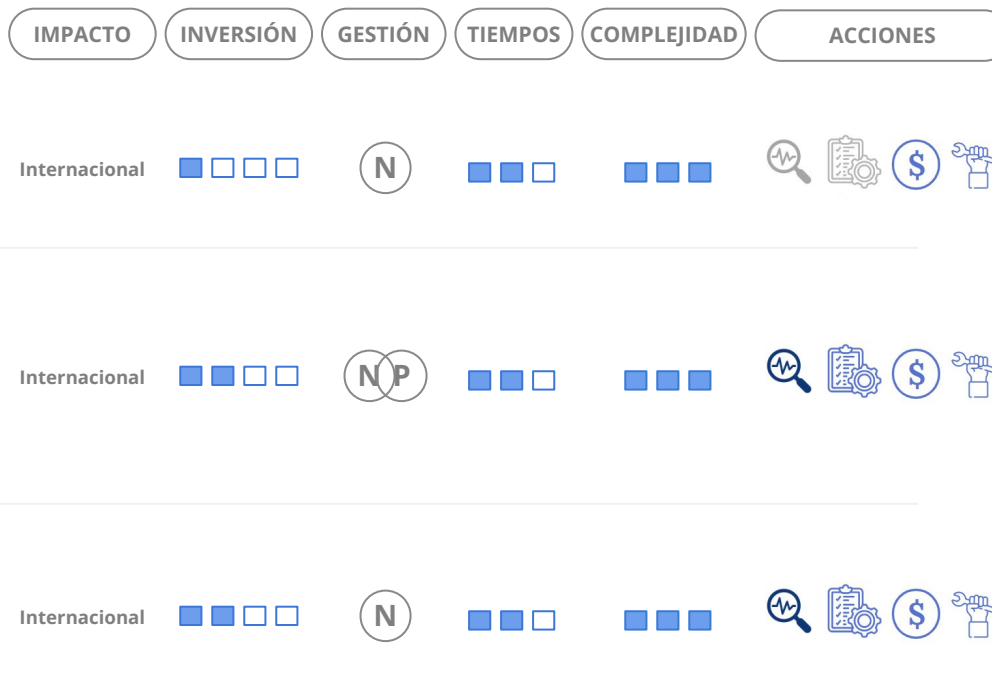 IMPACTO INVERSIÓN GESTIÓN TIEMPOS COMPLEJIDAD ACCIONES
Internacional N $
Internacional N P $
Internacional N $